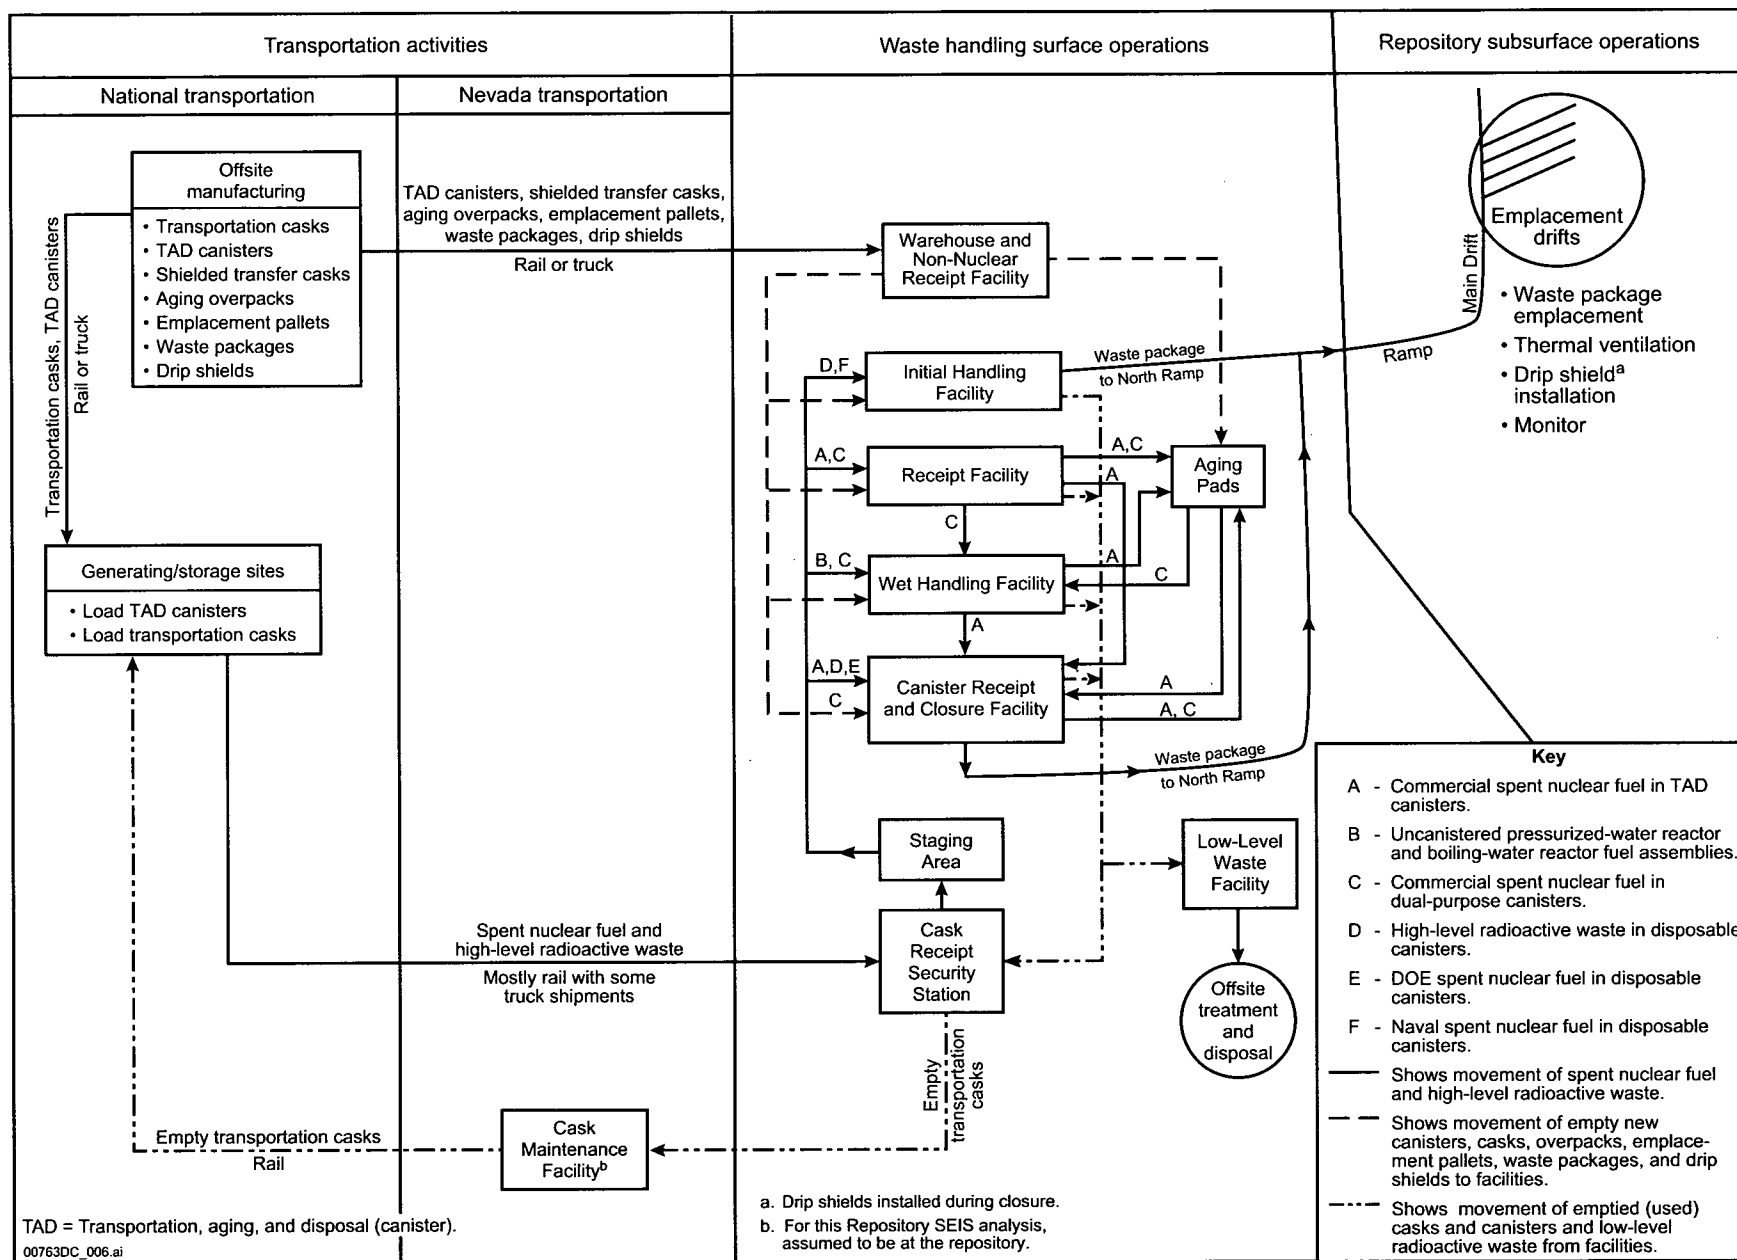 Transportation activities
Waste handling surface operations
Repository subsurface operations
National transportation
Nevada transportation
Offsite
manufacturing
• Transportation casks
• TAD canisters
• Shielded transfer casks
• Aging overpacks
• Emplacement pallets
• Waste packages
• Drip shields
Transportation casks, TAD canisters
Rail or truck
TAD canisters, shielded transfer casks,
aging overpacks, emplacement pallets,
waste packages, drip shields
Rail or truck
Generating/storage sites
• Load TAD canisters
• Load transportation casks
Spent nuclear fuel and
high-level radioactive waste
Mostly rail with some
truck shipments
Empty transportation casks
Rail
Cask
Maintenance
Facilityb
Empty
transportation
casks
Warehouse and
Non-Nuclear
Receipt Facility
D,F
Initial Handling
Facility
Waste package
to North Ramp
A,C
Receipt Facility
A,C
A
Aging
Pads
C
B, C
Wet Handling Facility
A
C
A
A,D,E
C
Canister Receipt
and Closure Facility
A
A, C
Waste package
to North Ramp
Staging
Area
Cask
Receipt
Security
Station
Low-Level
Waste
Facility
Offsite
treatment
and
disposal
Ramp
Main Drift
Emplacement
drifts
• Waste package
emplacement
• Thermal ventilation
• Drip shielda
installation
• Monitor
Key
A - Commercial spent nuclear fuel in TAD
canisters.
B - Uncanistered pressurized-water reactor
and boiling-water reactor fuel assemblies.
C - Commercial spent nuclear fuel in
dual-purpose canisters.
D - High-level radioactive waste in disposable
canisters.
E - DOE spent nuclear fuel in disposable
canisters.
F - Naval spent nuclear fuel in disposable
canisters.
Shows movement of spent nuclear fuel
and high-level radioactive waste.
Shows movement of empty new
canisters, casks, overpacks, emplace-
ment pallets, waste packages, and drip
shields to facilities.
Shows movement of emptied (used)
casks and canisters and low-level
radioactive waste from facilities.
a. Drip shields installed during closure.
b. For this Repository SEIS analysis,
assumed to be at the repository.
TAD = Transportation, aging, and disposal (canister).
00763DC_006.ai